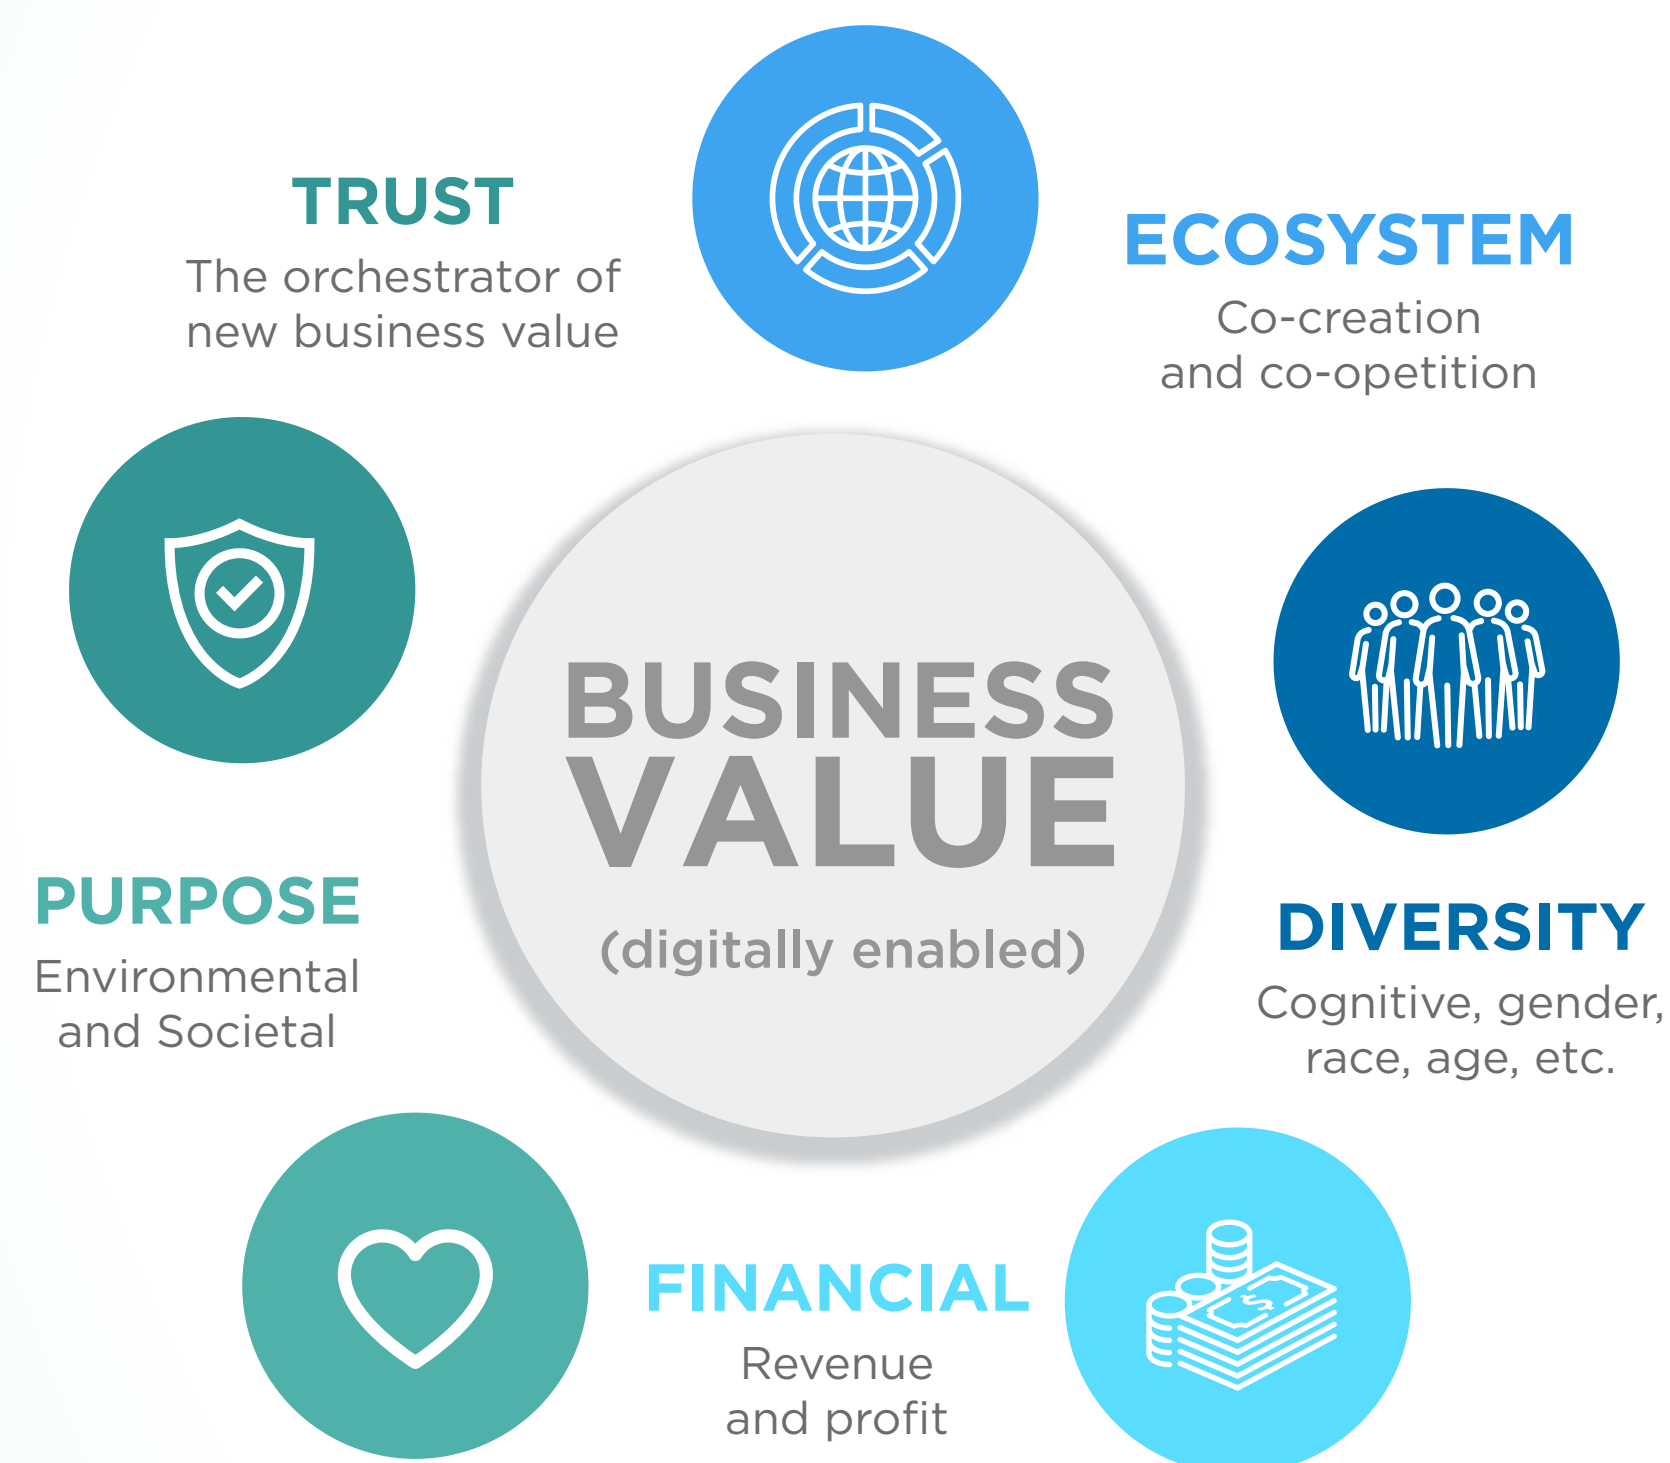 TRUST
The orchestrator of
new business value
ECOSYSTEM
Co-creation
and co-opetition
BUSINESS
VALUE
(digitally enabled)
PURPOSE
Environmental
and Societal
DIVERSITY
Cognitive, gender,
race, age, etc.
FINANCIAL
Revenue
and profit
$